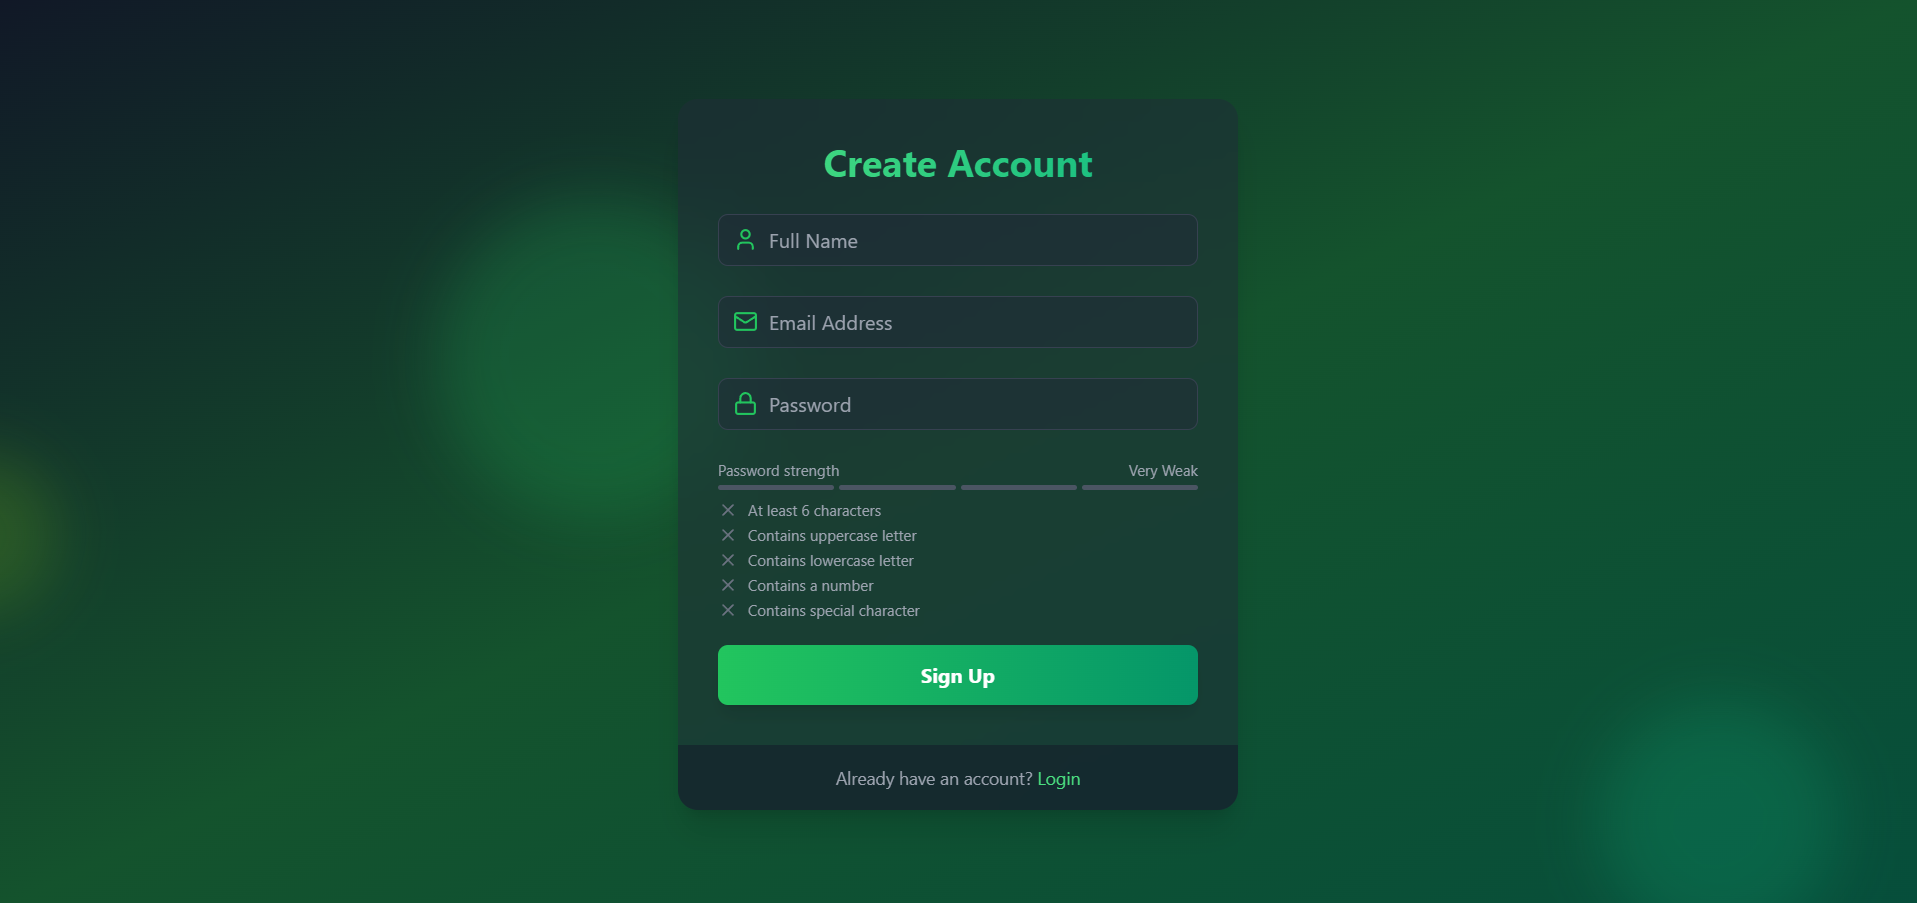 Create Account
Full Name
Email Address
Password
Password strength Very Weak
At least 6 characters
Contains uppercase letter
Contains lowercase letter
Contains a number
Contains special character
Sign Up
Already have an account? Login